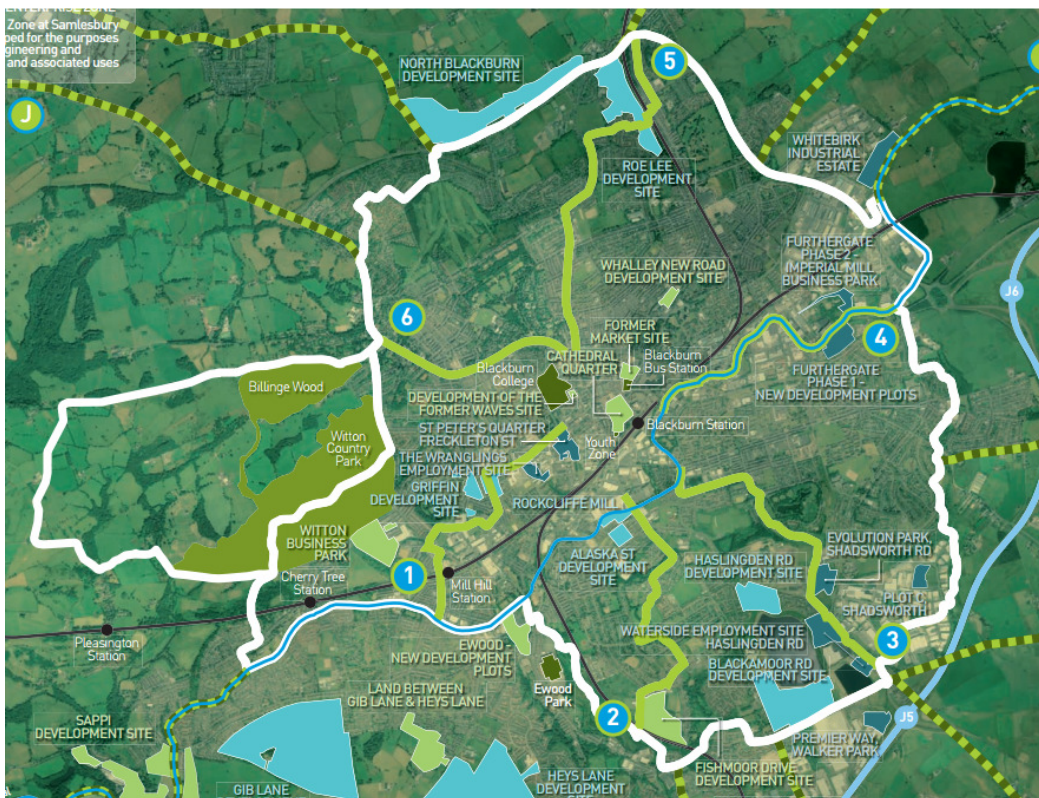 ENTERPRISE ZONE
Zone at Samlesbury
ped for the purposes
gineering and
and associated uses
J
NORTH BLACKBURN
DEVELOPMENT SITE
5
ROE LEE
DEVELOPMENT
SITE
WHITEBIRK
INDUSTRIAL
ESTATE
FURTHERGATE
PHASE 2 -
IMPERIAL MILL
BUSINESS PARK
J6
WHALLEY NEW ROAD
DEVELOPMENT SITE
6
FORMER
MARKET SITE
CATHEDRAL
QUARTER
Blackburn
Bus Station
4
Blackburn
College
FURTHERGATE
PHASE 1 -
NEW DEVELOPMENT PLOTS
Billinge Wood
DEVELOPMENT OF THE
FORMER WAVES SITE
ST PETER'S QUARTER
FRECKLETON ST
Youth
Zone
Blackburn Station
Witton
Country
Park
THE WRANGLINGS
EMPLOYMENT SITE
GRIFFIN
DEVELOPMENT
SITE
ROCKCLIFFE MILL
WITTON
BUSINESS
PARK
EVOLUTION PARK,
SHADSWORTH RD
ALASKA ST
DEVELOPMENT
SITE
HASLINGDEN RD
DEVELOPMENT SITE
1
Cherry Tree
Station
Mill Hill
Station
PLOT C
SHADSWORTH
Pleasington
Station
WATERSIDE EMPLOYMENT SITE
HASLINGDEN RD
3
EWOOD -
NEW DEVELOPMENT
PLOTS
BLACKAMOOR RD
DEVELOPMENT SITE
Ewood
Park
LAND BETWEEN
GIB LANE & HEYS LANE
2
J5
SAPPI
DEVELOPMENT SITE
PREMIER WAY,
WALKER PARK
FISHMOOR DRIVE
DEVELOPMENT SITE
GIB LANE
HEYS LANE
DEVELOPMENT
SITE